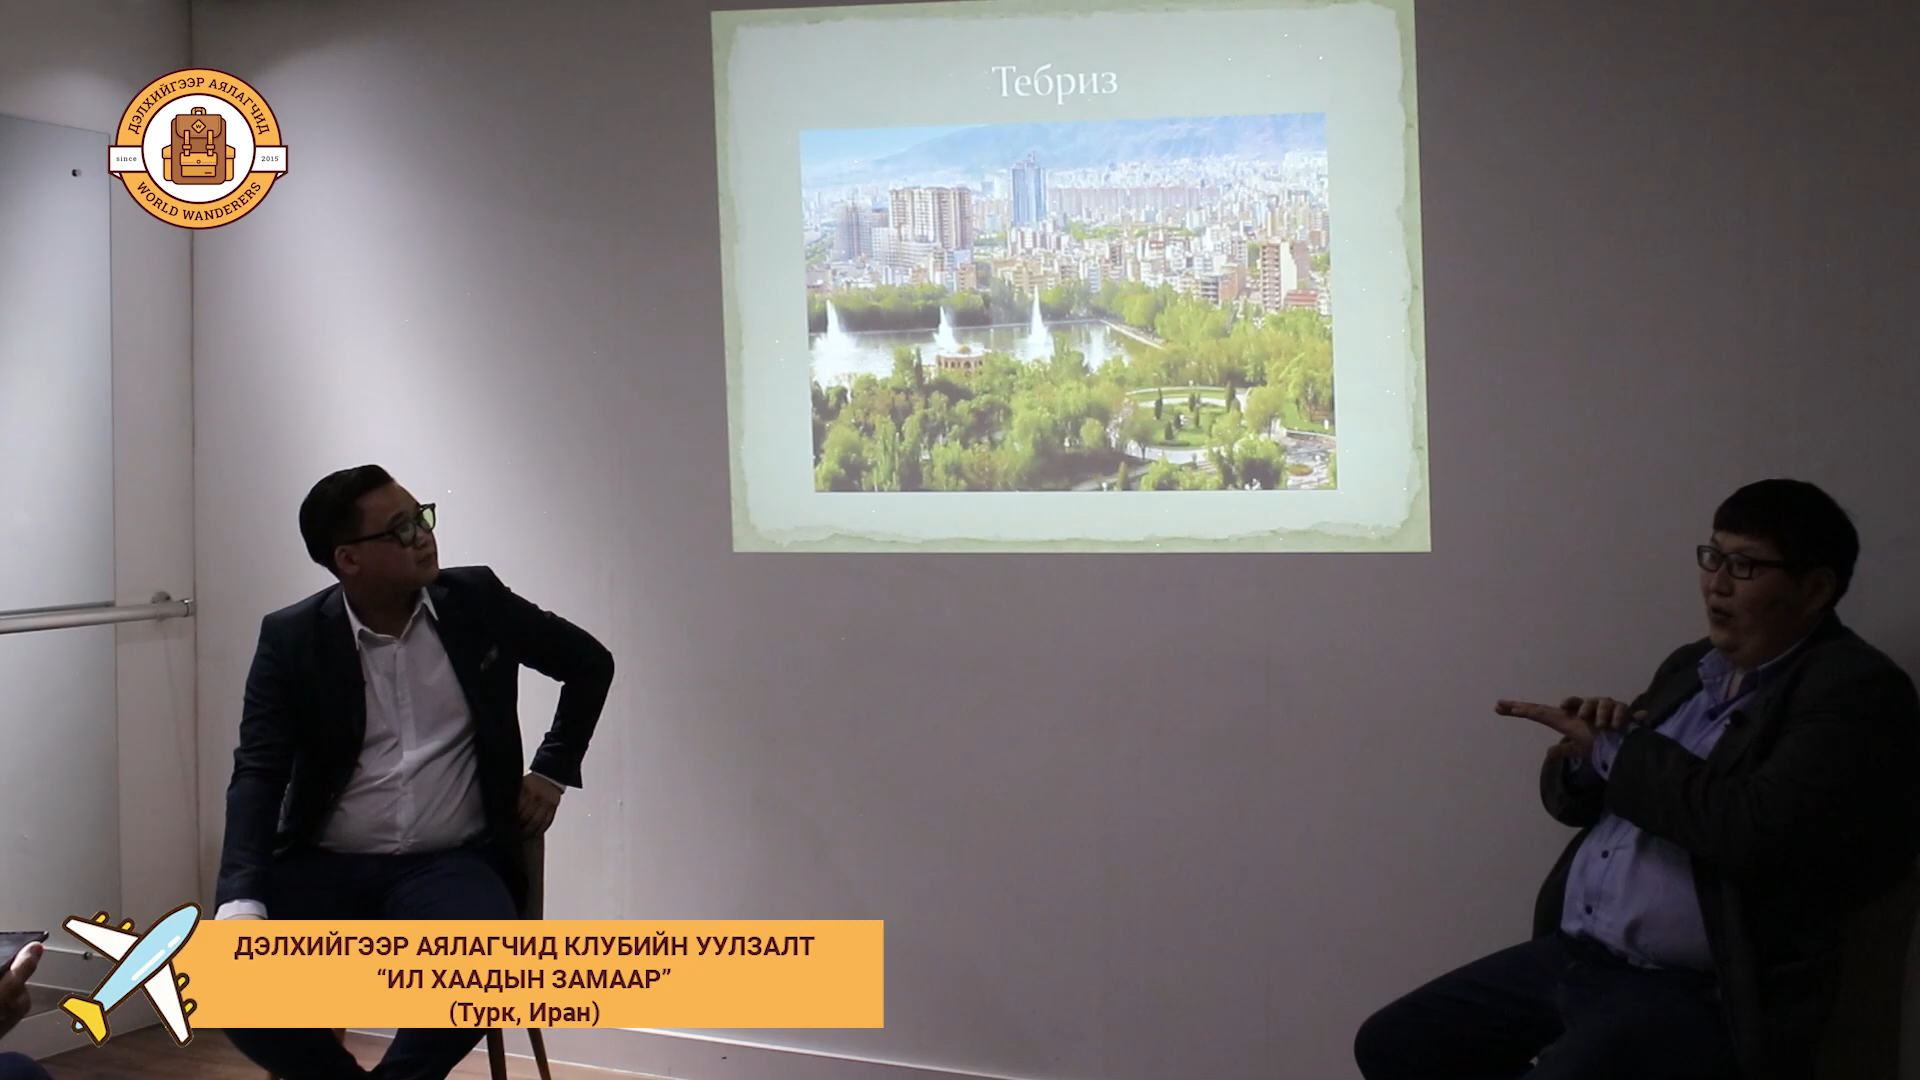 Тебриз
ДЭЛХИЙГЭЭР АЯЛАГЧИД
since
2015
WORLD WANDERERS
ДЭЛХИЙГЭЭР АЯЛАГЧИД КЛУБИЙН УУЛЗАЛТ
“ИЛ ХААДЫН ЗАМААР”
(Турк, Иран)